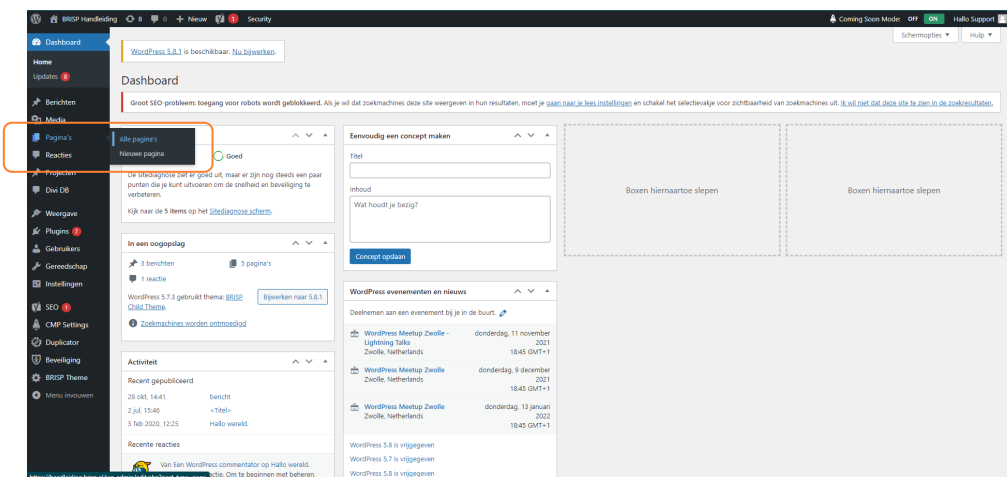 BRISP Handleiding 8 0 + Nieuw 1 Security
Coming Soon Mode: OFF ON Hallo Support
Schermopties Hulp
Dashboard
Home
Updates 8
Berichten
Media
Pagina's
Reacties
Projecten
Divi DB
Weergave
Plugins 7
Gebruikers
Gereedschap
Instellingen
SEO 1
CMP Settings
Duplicator
Beveiliging
BRISP Theme
Menu invouwen
Alle pagina's
Nieuwe pagina
WordPress 5.8.1 is beschikbaar. Nu bijwerken.
Dashboard
Groot SEO-probleem: toegang voor robots wordt geblokkeerd. Als je wil dat zoekmachines deze site weergeven in hun resultaten, moet je gaan naar je lees instellingen en schakel het selectievakje voor zichtbaarheid van zoekmachines uit. Ik wil niet dat deze site te zien in de zoekresultaten.
Goed
De sitediagnose ziet er goed uit, maar er zijn nog steeds een paar
punten die je kunt uitvoeren om de snelheid en beveiliging te
verbeteren.
Kijk naar de 5 items op het Sitediagnose scherm.
In een oogopslag
3 berichten 5 pagina's
1 reactie
WordPress 5.7.3 gebruikt thema: BRISP
Child Theme.
Bijwerken naar 5.8.1
Zoekmachines worden ontmoedigd
Activiteit
Recent gepubliceerd
28 okt, 14:41 bericht
2 jul, 15:46 <Titel>
5 feb 2020, 12:25 Hallo wereld.
Recente reacties
Van Een WordPress commentator op Hallo wereld.
Om te beginnen met beheren,
Eenvoudig een concept maken
Titel
Inhoud
Wat houdt je bezig?
Concept opslaan
WordPress evenementen en nieuws
Deelnemen aan een evenement bij je in de buurt.
WordPress Meetup Zwolle -
Lightning Talks
Zwolle, Netherlands
donderdag, 11 november
2021
18:45 GMT+1
WordPress Meetup Zwolle
Zwolle, Netherlands
donderdag, 9 december
2021
18:45 GMT+1
WordPress Meetup Zwolle
Zwolle, Netherlands
donderdag, 13 januari
2022
18:45 GMT+1
WordPress 5.8 is vrijgegeven
WordPress 5.7 is vrijgegeven
WordPress 5.8 is vrijgegeven
Boxen hiernaartoe slepen
Boxen hiernaartoe slepen